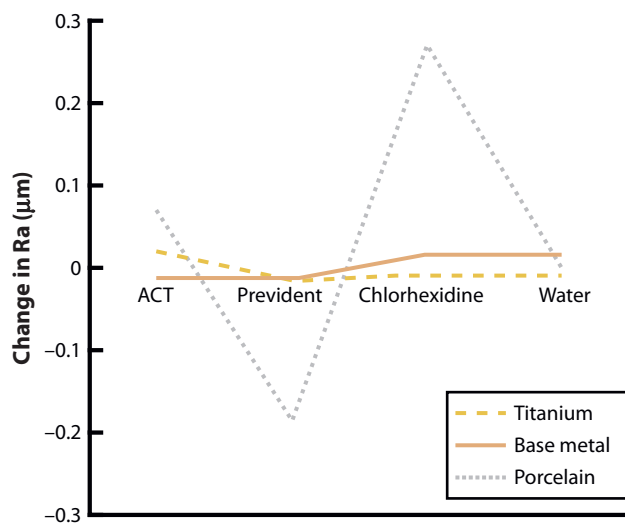 0.3
0.2
0.1
0
–0.1
–0.2
–0.3
Change in Ra (μm)
ACT Prevident Chlorhexidine Water
Titanium
Base metal
Porcelain